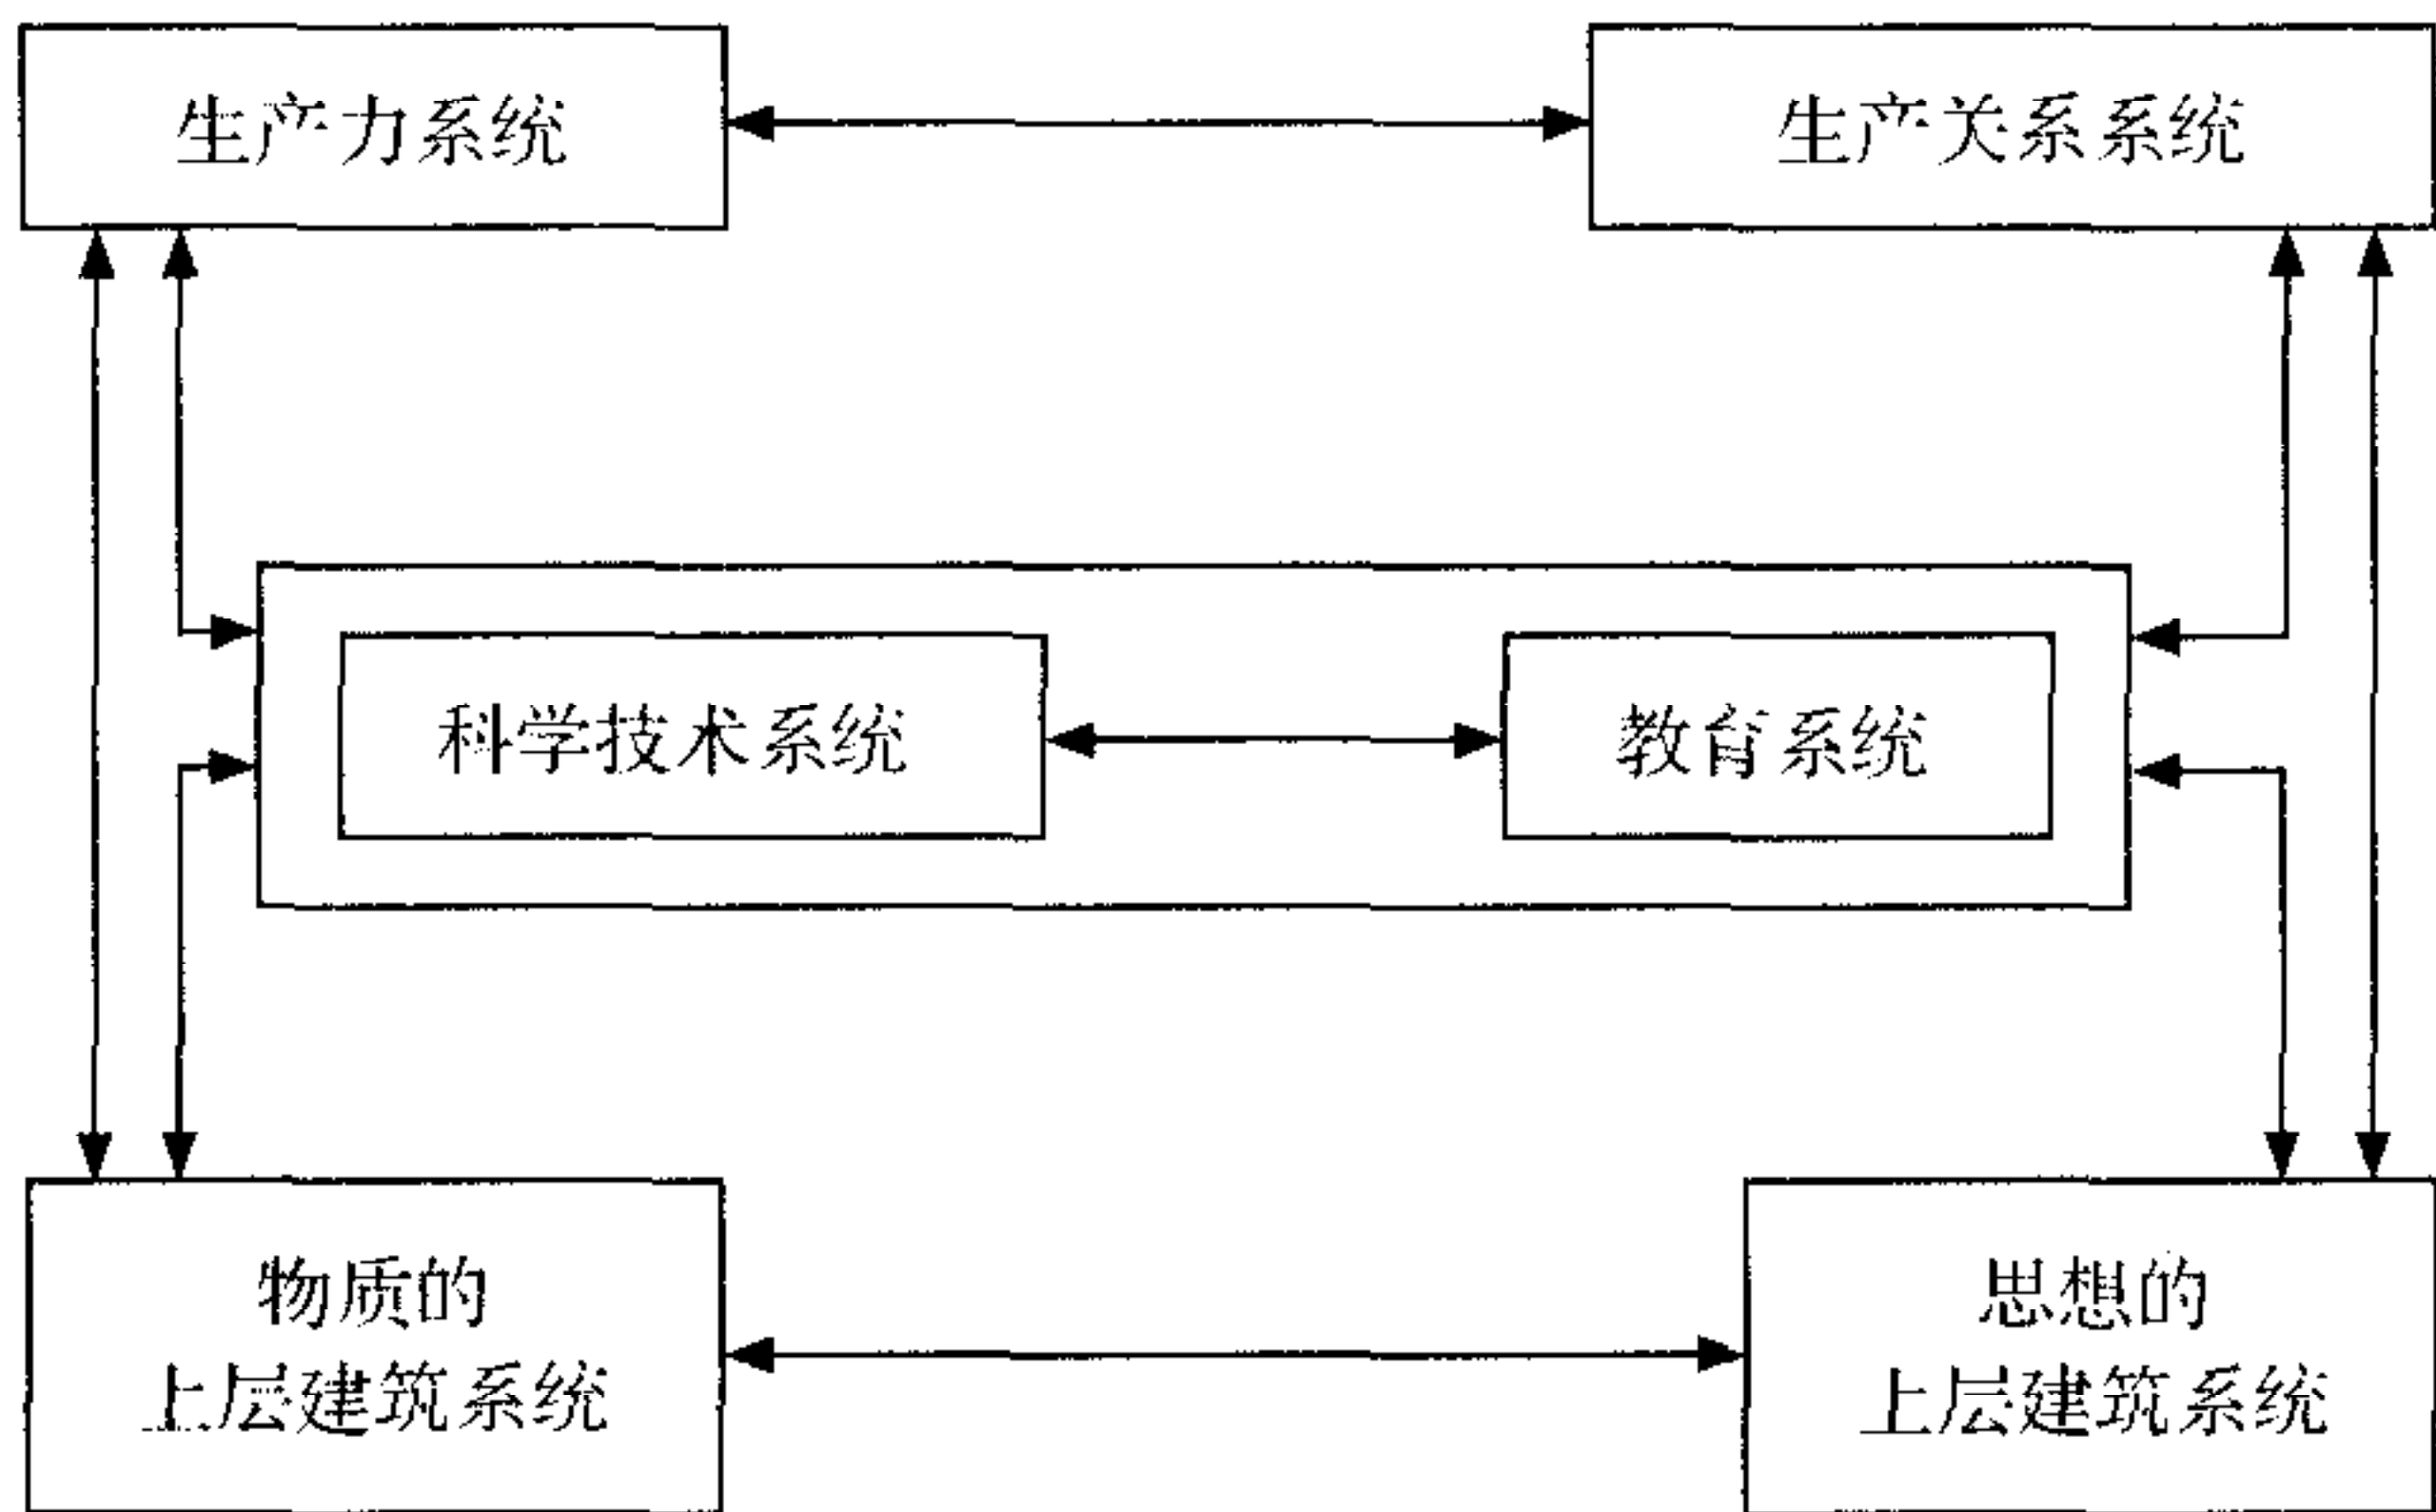 生产力系统
生产关系系统
科学技术系统
教育系统
物质的
上层建筑系统
思想的
上层建筑系统